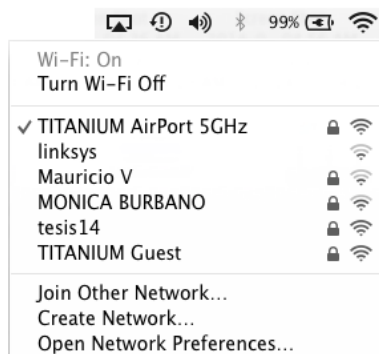 99%
Wi-Fi: On
Turn Wi-Fi Off
TITANIUM AirPort 5GHz
linksys
Mauricio V
MONICA BURBANO
tesis14
TITANIUM Guest
Join Other Network...
Create Network...
Open Network Preferences...